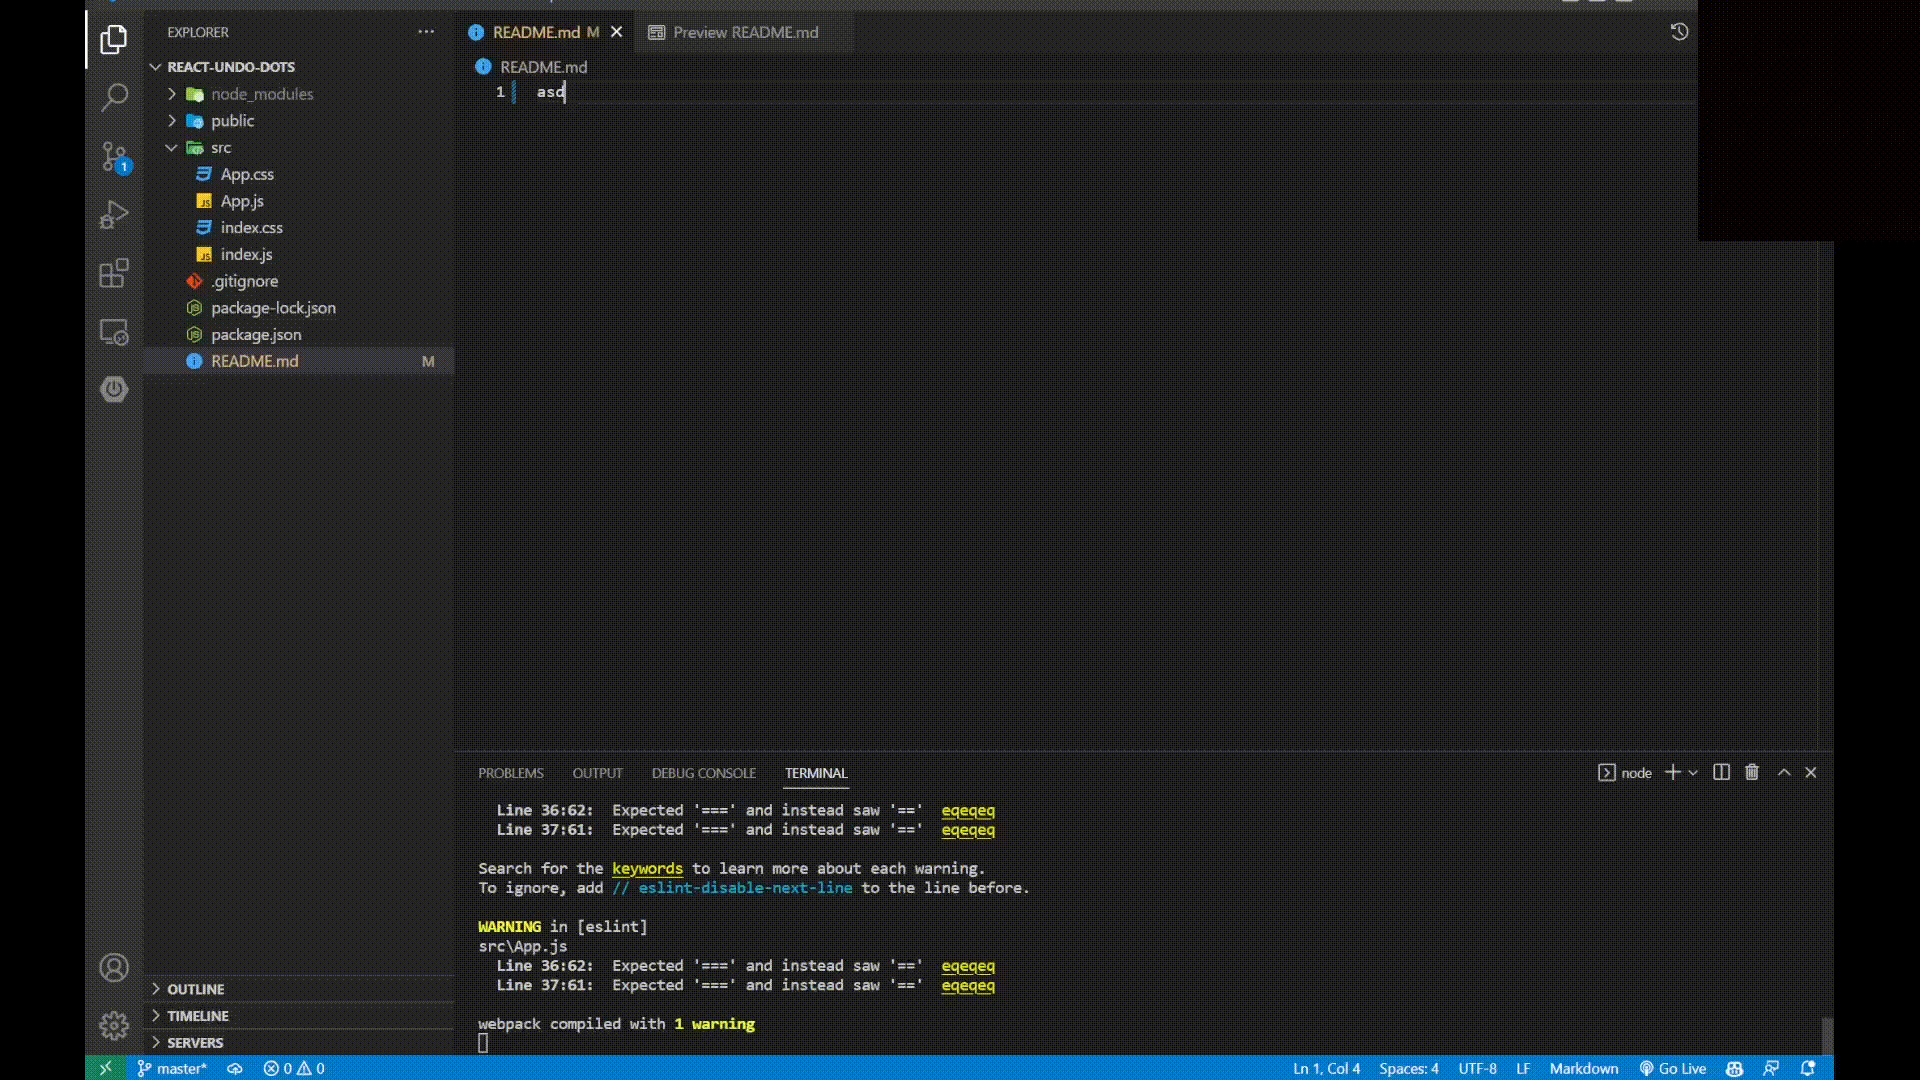 EXPLORER
REACT-UNDO-DOTS
node_modules
public
src
App.css
App.js
index.css
index.js
.gitignore
package-lock.json
package.json
README.md M
OUTLINE
TIMELINE
SERVERS
1
README.md M
Preview README.md
README.md
1 asd
PROBLEMS OUTPUT DEBUG CONSOLE TERMINAL
node
Line 36:62: Expected '===' and instead saw '==' eqeqeq
Line 37:61: Expected '===' and instead saw '==' eqeqeq
Search for the keywords to learn more about each warning.
To ignore, add // eslint-disable-next-line to the line before.
WARNING in [eslint]
src\App.js
Line 36:62: Expected '===' and instead saw '==' eqeqeq
Line 37:61: Expected '===' and instead saw '==' eqeqeq
webpack compiled with 1 warning
master* 0 0 Ln 1, Col 4 Spaces: 4 UTF-8 LF Markdown Go Live